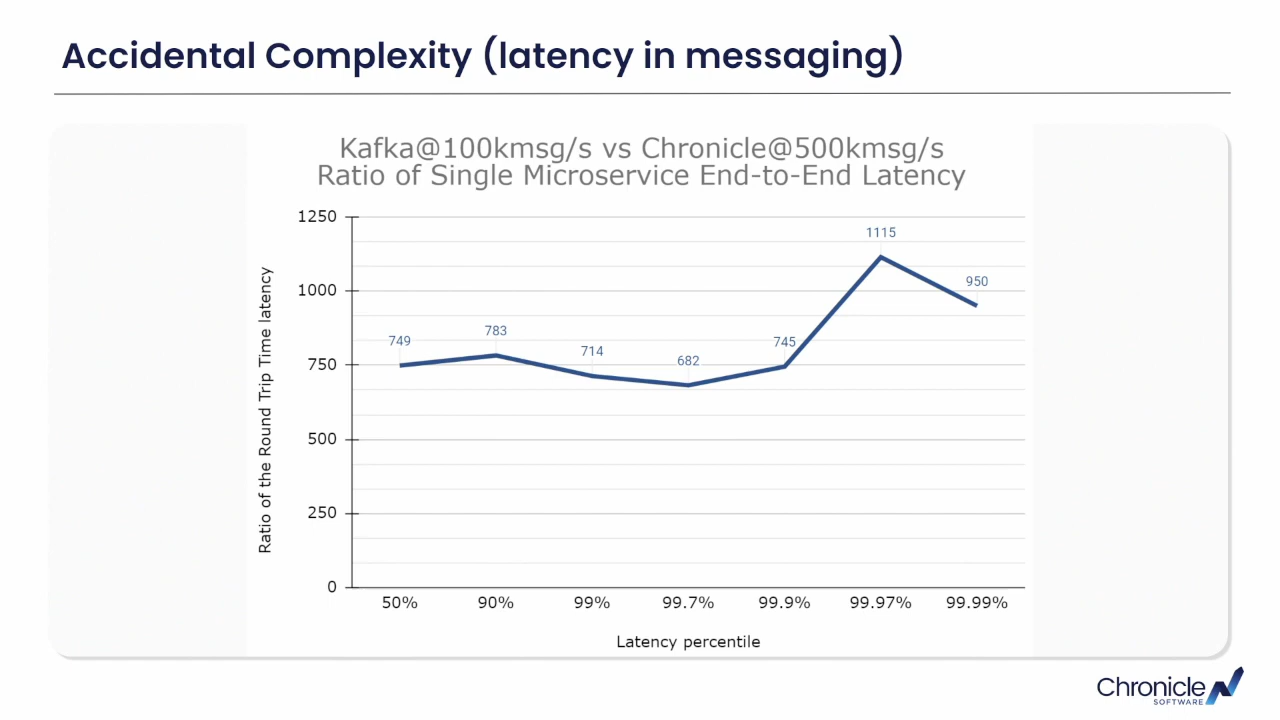 Accidental Complexity (latency in messaging)
Kafka@100kmsg/s vs Chronicle@500kmsg/s
Ratio of Single Microservice End-to-End Latency
Ratio of the Round Trip Time latency
1250
1000
750
500
250
0
749
783
714
682
745
1115
950
50%
90%
99%
99.7%
99.9%
99.97%
99.99%
Latency percentile
Chronicle
SOFTWARE